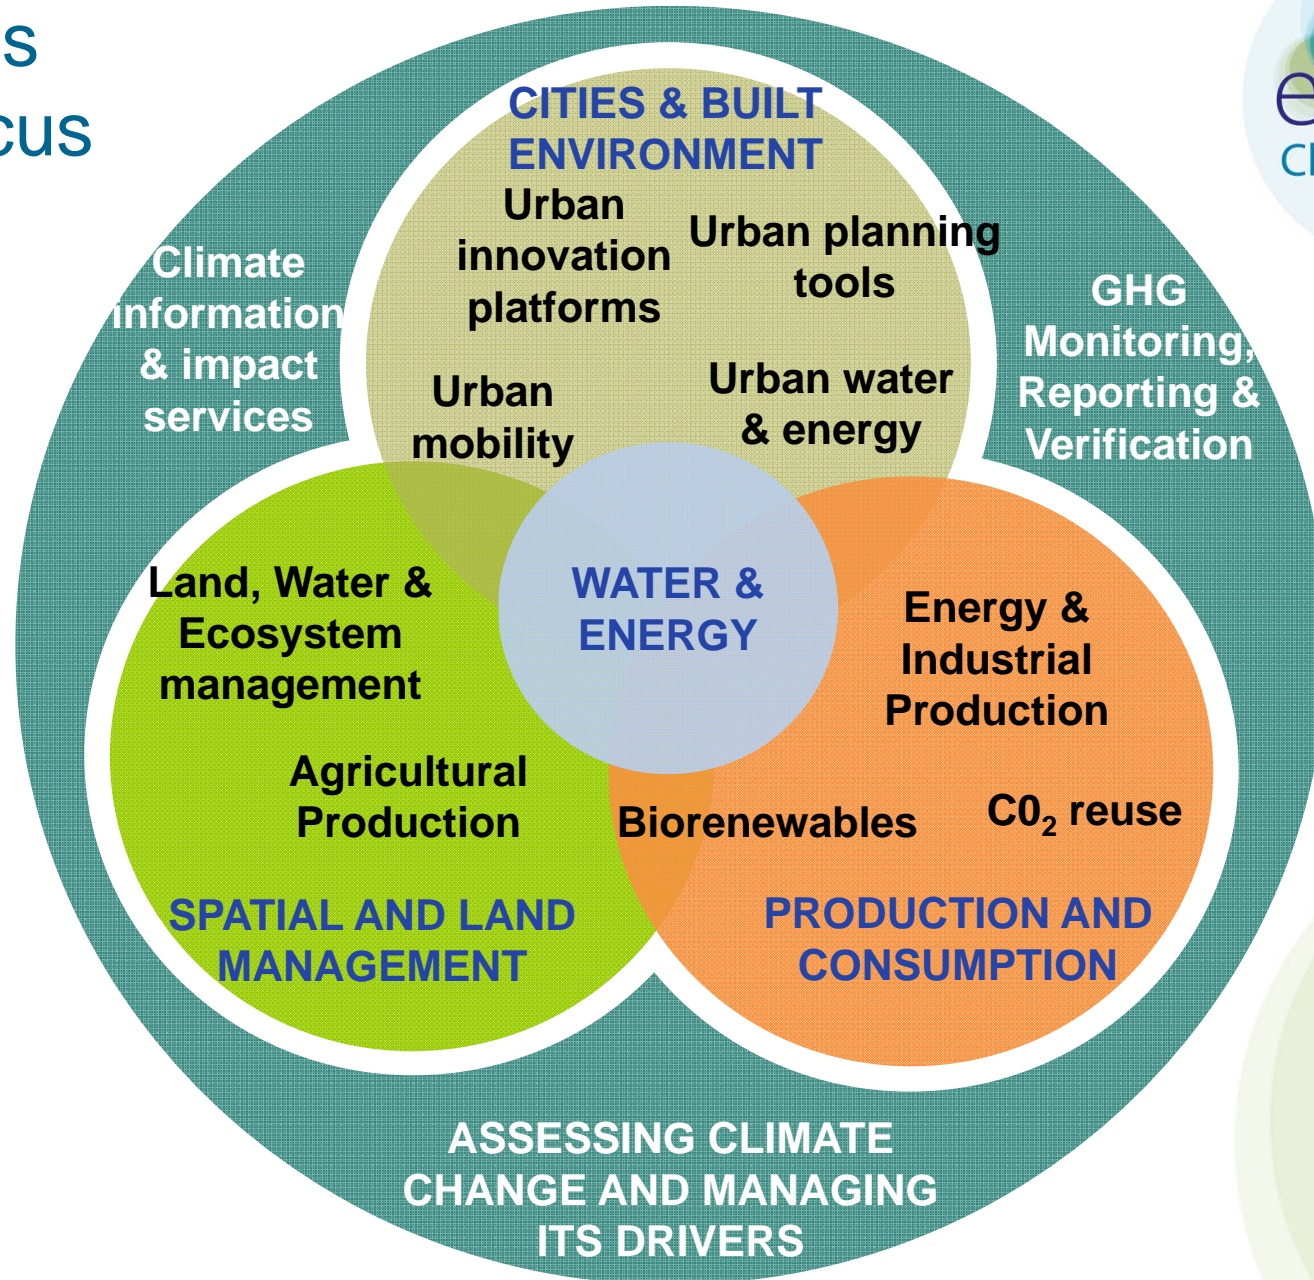 s
cus
e
Cl
CITIES & BUILT
ENVIRONMENT
Urban
innovation
platforms
Urban planning
tools
Urban
mobility
Urban water
& energy
Climate
information
& impact
services
GHG
Monitoring,
Reporting &
Verification
WATER &
ENERGY
Land, Water &
Ecosystem
management
Agricultural
Production
SPATIAL AND LAND
MANAGEMENT
Energy &
Industrial
Production
Biorenewables
C0₂ reuse
PRODUCTION AND
CONSUMPTION
ASSESSING CLIMATE
CHANGE AND MANAGING
ITS DRIVERS